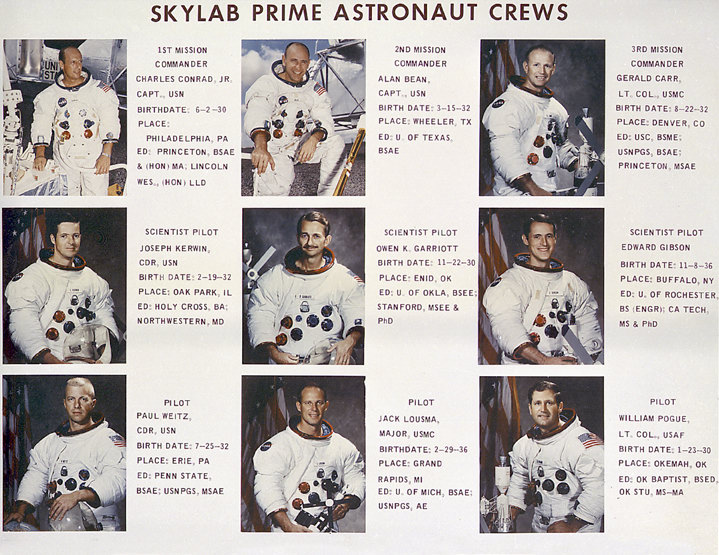 SKYLAB PRIME ASTRONAUT CREWS
1ST MISSION
COMMANDER
CHARLES CONRAD, JR.
CAPT., USN
BIRTHDATE: 6-2-30
PLACE:
PHILADELPHIA, PA
ED: PRINCETON, BSAE
& (HON) MA; LINCOLN
WES., (HON) LLD
2ND MISSION
COMMANDER
ALAN BEAN,
CAPT., USN
BIRTH DATE: 3-15-32
PLACE: WHEELER, TX
ED: U. OF TEXAS,
BSAE
3RD MISSION
COMMANDER
GERALD CARR,
LT. COL., USMC
BIRTH DATE: 8-22-32
PLACE: DENVER, CO
ED: USC, BSME;
USNPGS, BSAE;
PRINCETON, MSAE
SCIENTIST PILOT
JOSEPH KERWIN,
CDR, USN
BIRTH DATE: 2-19-32
PLACE: OAK PARK, IL
ED: HOLY CROSS, BA;
NORTHWESTERN, MD
SCIENTIST PILOT
OWEN K. GARRIOTT
BIRTH DATE: 11-22-30
PLACE: ENID, OK
ED: U. OF OKLA, BSEE;
STANFORD, MSEE &
PhD
SCIENTIST PILOT
EDWARD GIBSON
BIRTH DATE: 11-8-36
PLACE: BUFFALO, NY
ED: U. OF ROCHESTER,
BS (ENGR); CA TECH,
MS & PhD
PILOT
PAUL WEITZ,
CDR, USN
BIRTH DATE: 7-25-32
PLACE: ERIE, PA
ED: PENN STATE,
BSAE; USNPGS, MSAE
PILOT
JACK LOUSMA,
MAJOR, USMC
BIRTHDATE: 2-29-36
PLACE: GRAND
RAPIDS, MI
ED: U. OF MICH, BSAE;
USNPGS, AE
PILOT
WILLIAM POGUE,
LT. COL., USAF
BIRTH DATE: 1-23-30
PLACE: OKEMAH, OK
ED: OK BAPTIST, BSED,
OK STU, MS-MA